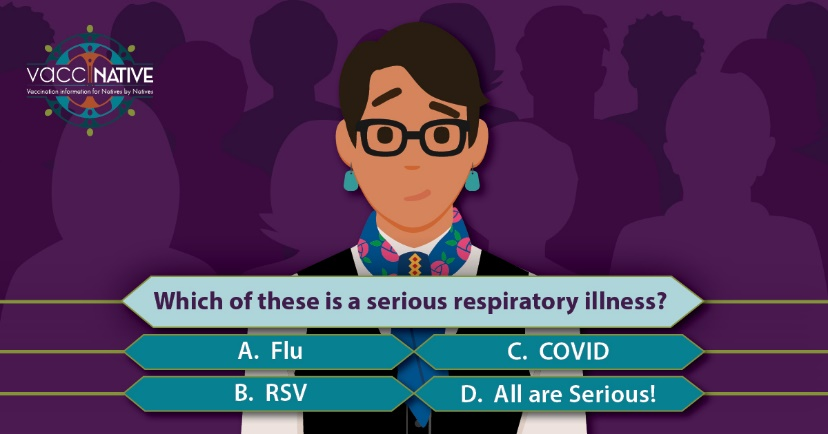 VACCINATIVE
Vaccination information for Natives by Natives
Which of these is a serious respiratory illness?
A. Flu
C. COVID
B. RSV
D. All are Serious!